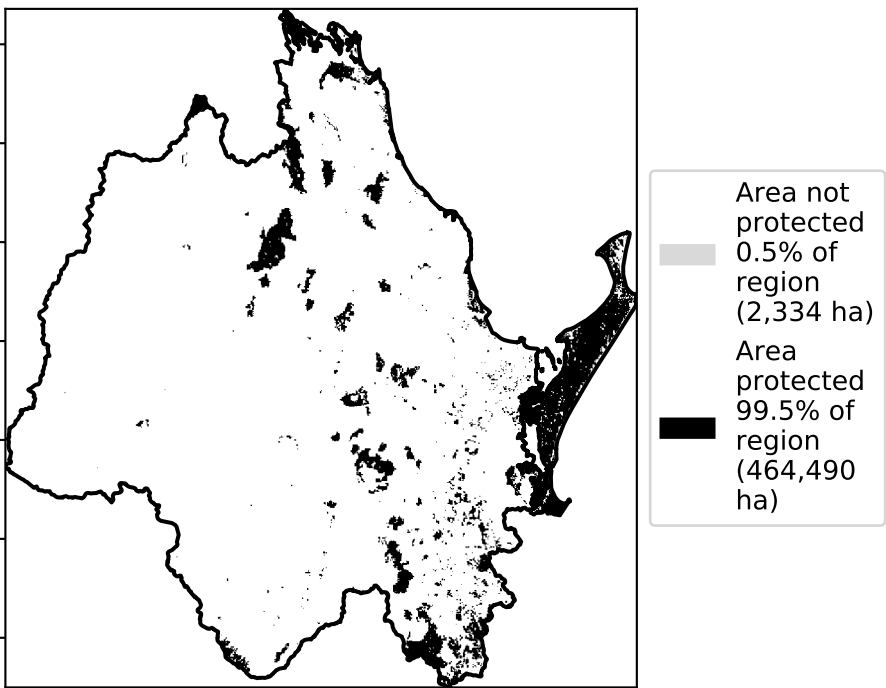 Area not
protected
0.5% of
region
(2,334 ha)
Area
protected
99.5% of
region
(464,490
ha)